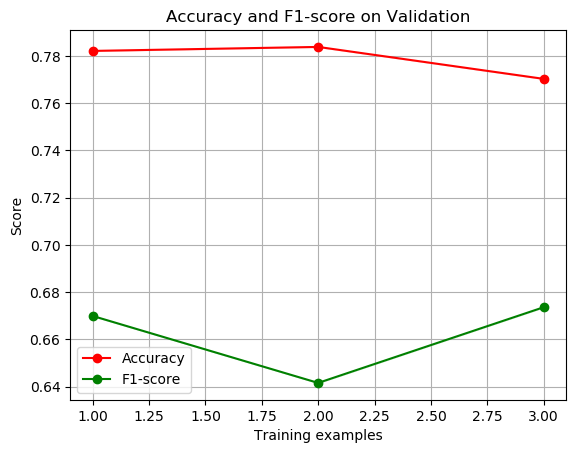 Accuracy and F1-score on Validation
0.78
0.76
0.74
0.72
0.70
0.68
0.66
0.64
Score
Accuracy
F1-score
1.00 1.25 1.50 1.75 2.00 2.25 2.50 2.75 3.00
Training examples